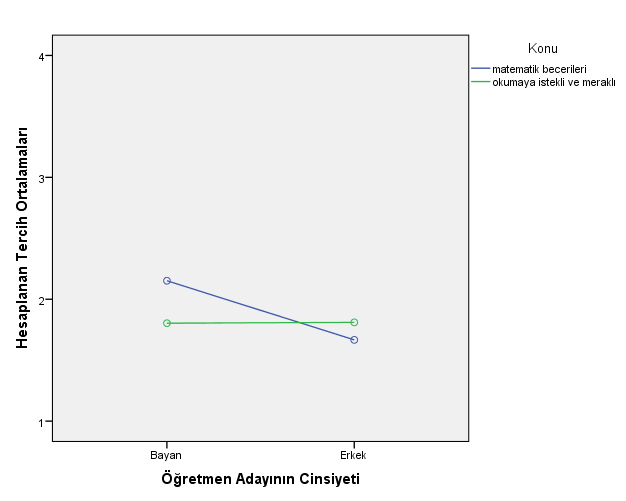 Konu
matematik becerileri
okumaya istekli ve meraklı
Hesaplanan Tercih Ortalamaları
4
3
2
1
Bayan
Erkek
Öğretmen Adayının Cinsiyeti